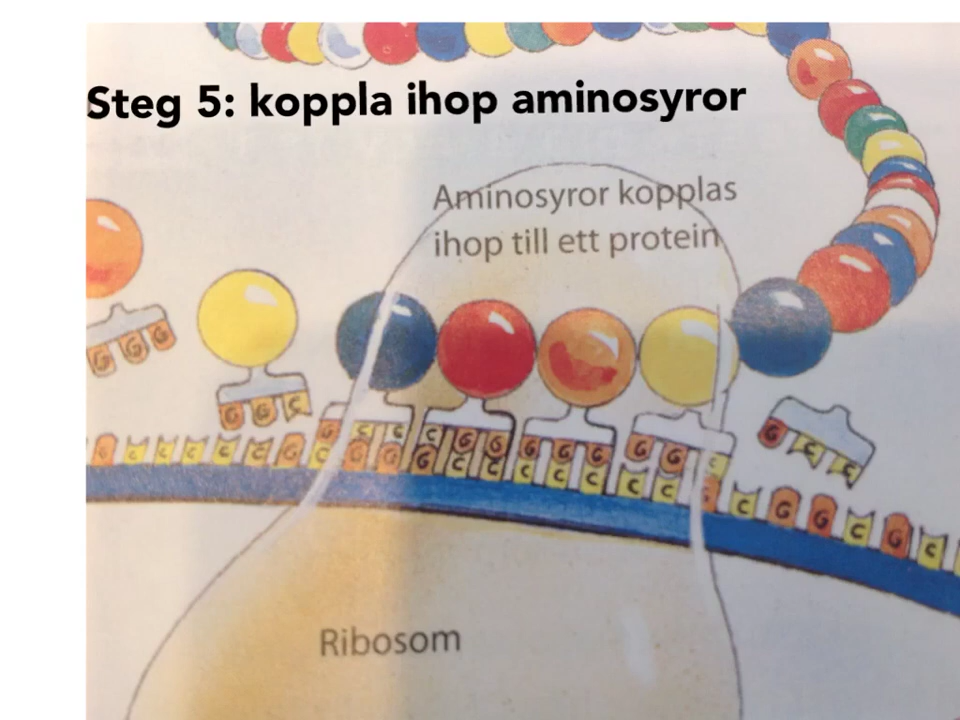 Steg 5: koppla ihop aminosyror
Aminosyror kopplas
ihop till ett protein
G G G
G G C
G C C
C G G
G G G
G G C
G C C
G C C C C C G C G G G C C C C C C C G C G G C G C
Ribosom